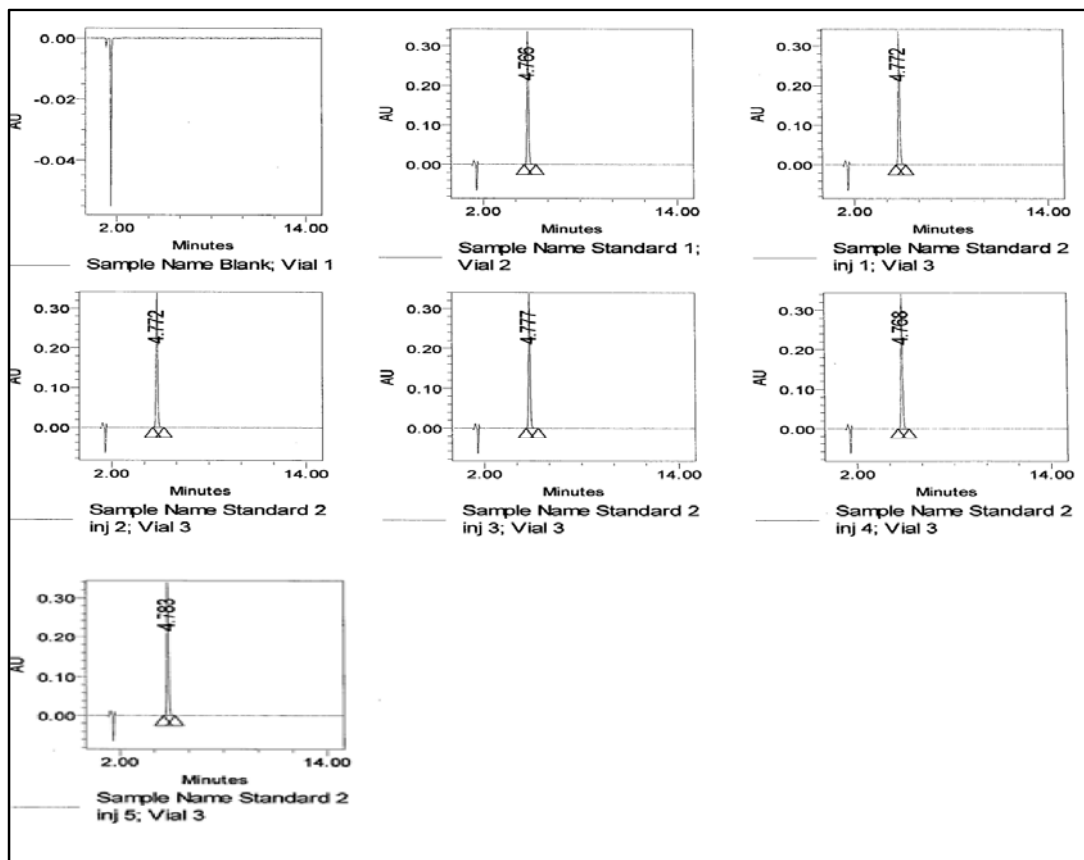 0.00
-0.02
-0.04
AU
2.00
14.00
Minutes
Sample Name Blank; Vial 1
0.30
0.20
0.10
0.00
AU
4.766
2.00
14.00
Minutes
Sample Name Standard 1;
Vial 2
0.30
0.20
0.10
0.00
AU
4.772
2.00
14.00
Minutes
Sample Name Standard 2
inj 1; Vial 3
0.30
0.20
0.10
0.00
AU
4.772
2.00
14.00
Minutes
Sample Name Standard 2
inj 2; Vial 3
0.30
0.20
0.10
0.00
AU
4.777
2.00
14.00
Minutes
Sample Name Standard 2
inj 3; Vial 3
0.30
0.20
0.10
0.00
AU
4.768
2.00
14.00
Minutes
Sample Name Standard 2
inj 4; Vial 3
0.30
0.20
0.10
0.00
AU
4.783
2.00
14.00
Minutes
Sample Name Standard 2
inj 5; Vial 3